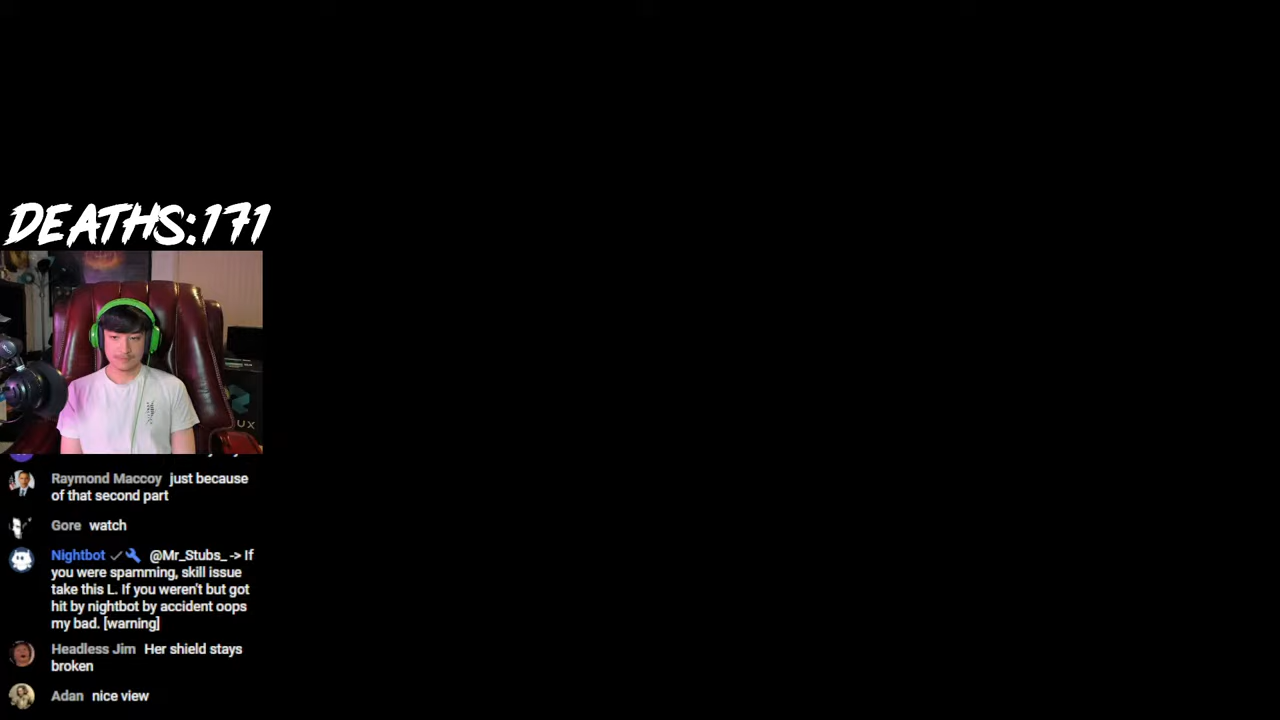 DEATHS:171
UX
Raymond Maccoy just because
of that second part
Gore watch
Nightbot @Mr_Stubs_ -> If
you were spamming, skill issue
take this L. If you weren't but got
hit by nightbot by accident oops
my bad. [warning]
Headless Jim Her shield stays
broken
Adan nice view